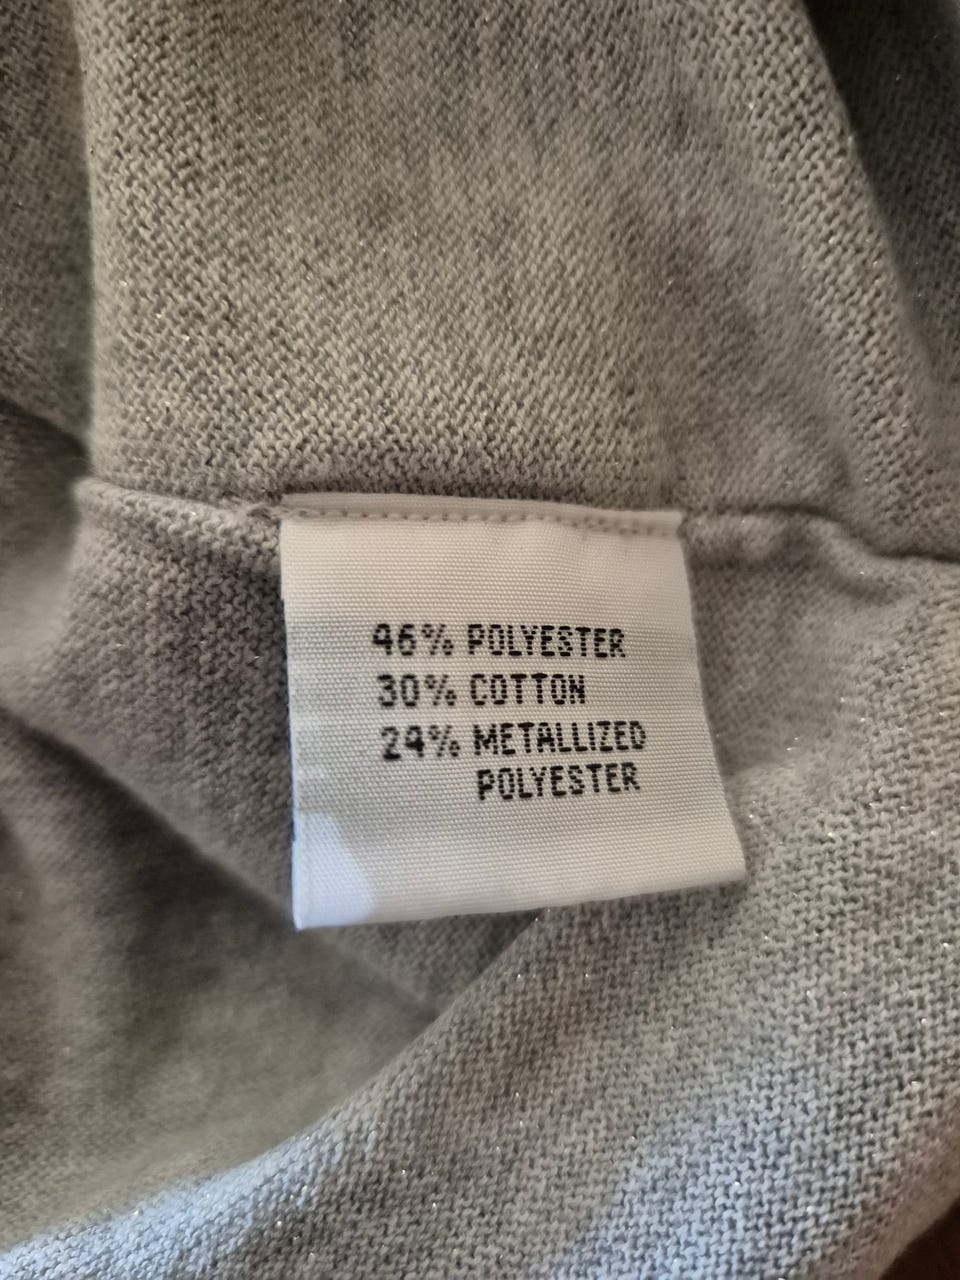 46% POLYESTER
30% COTTON
24% METALLIZED
POLYESTER